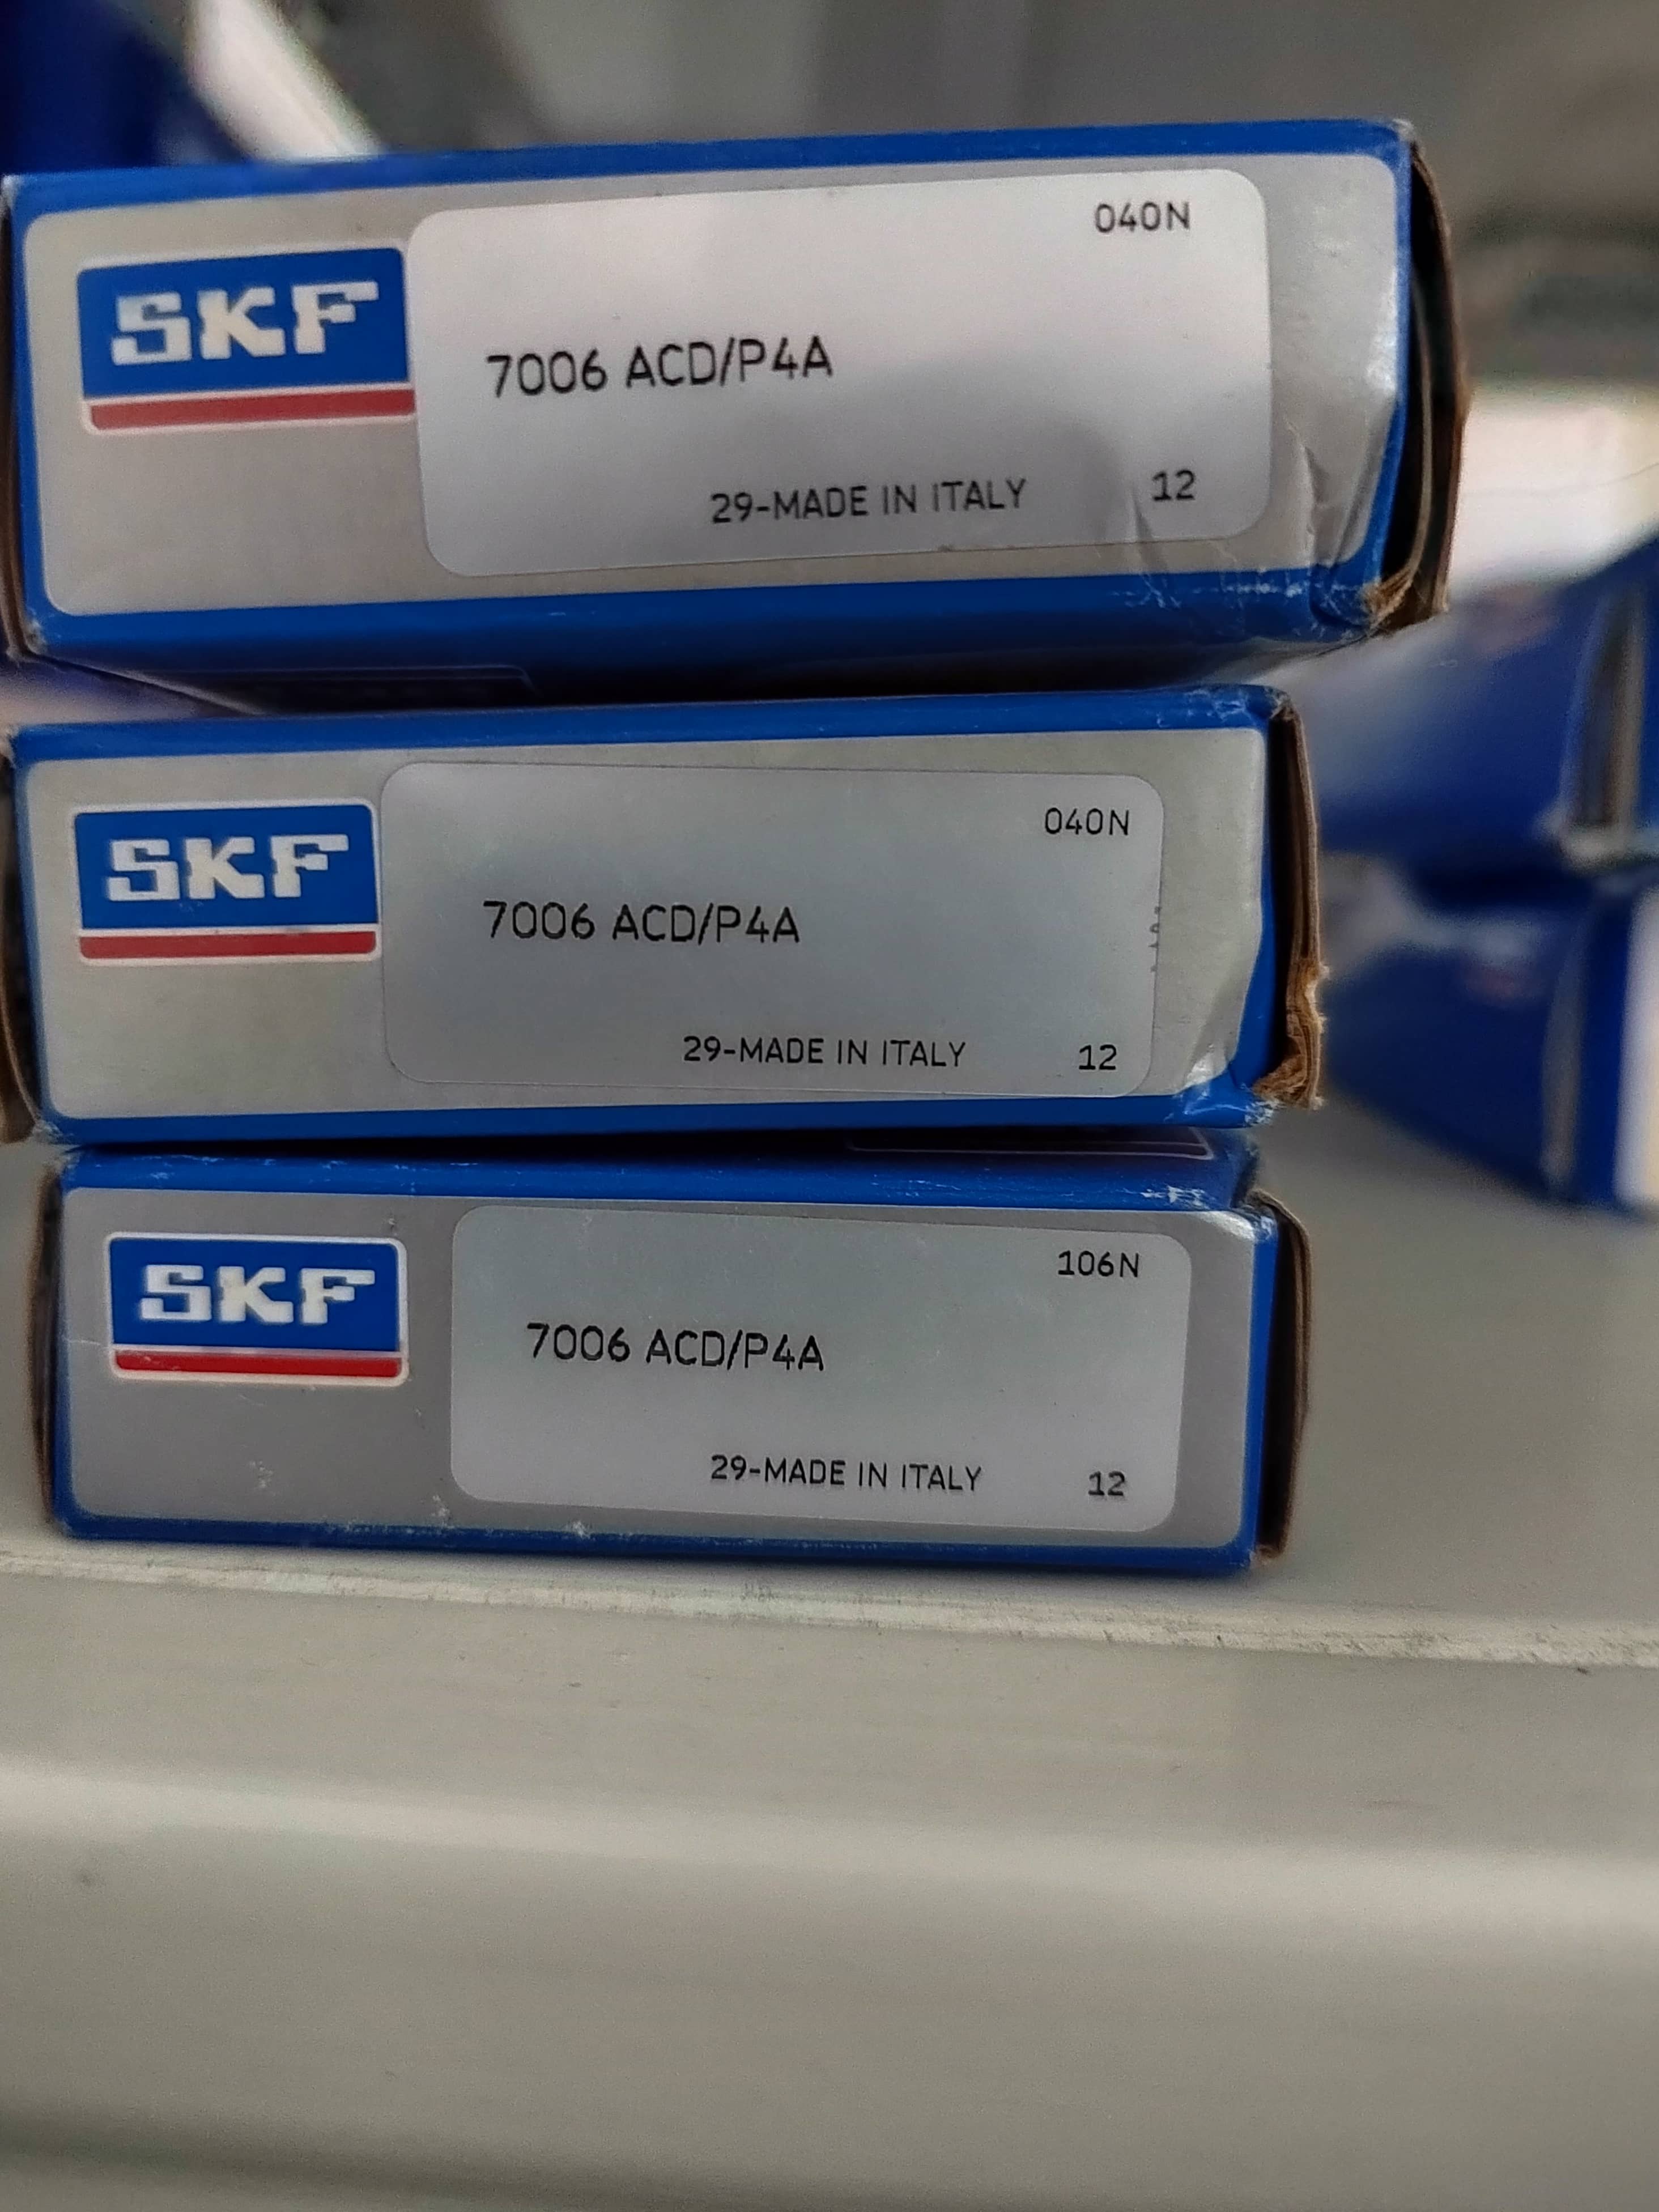 SKF
040N
7006 ACD/P4A
29-MADE IN ITALY 12
SKF
040N
7006 ACD/P4A
29-MADE IN ITALY 12
SKF
106N
7006 ACD/P4A
29-MADE IN ITALY 12